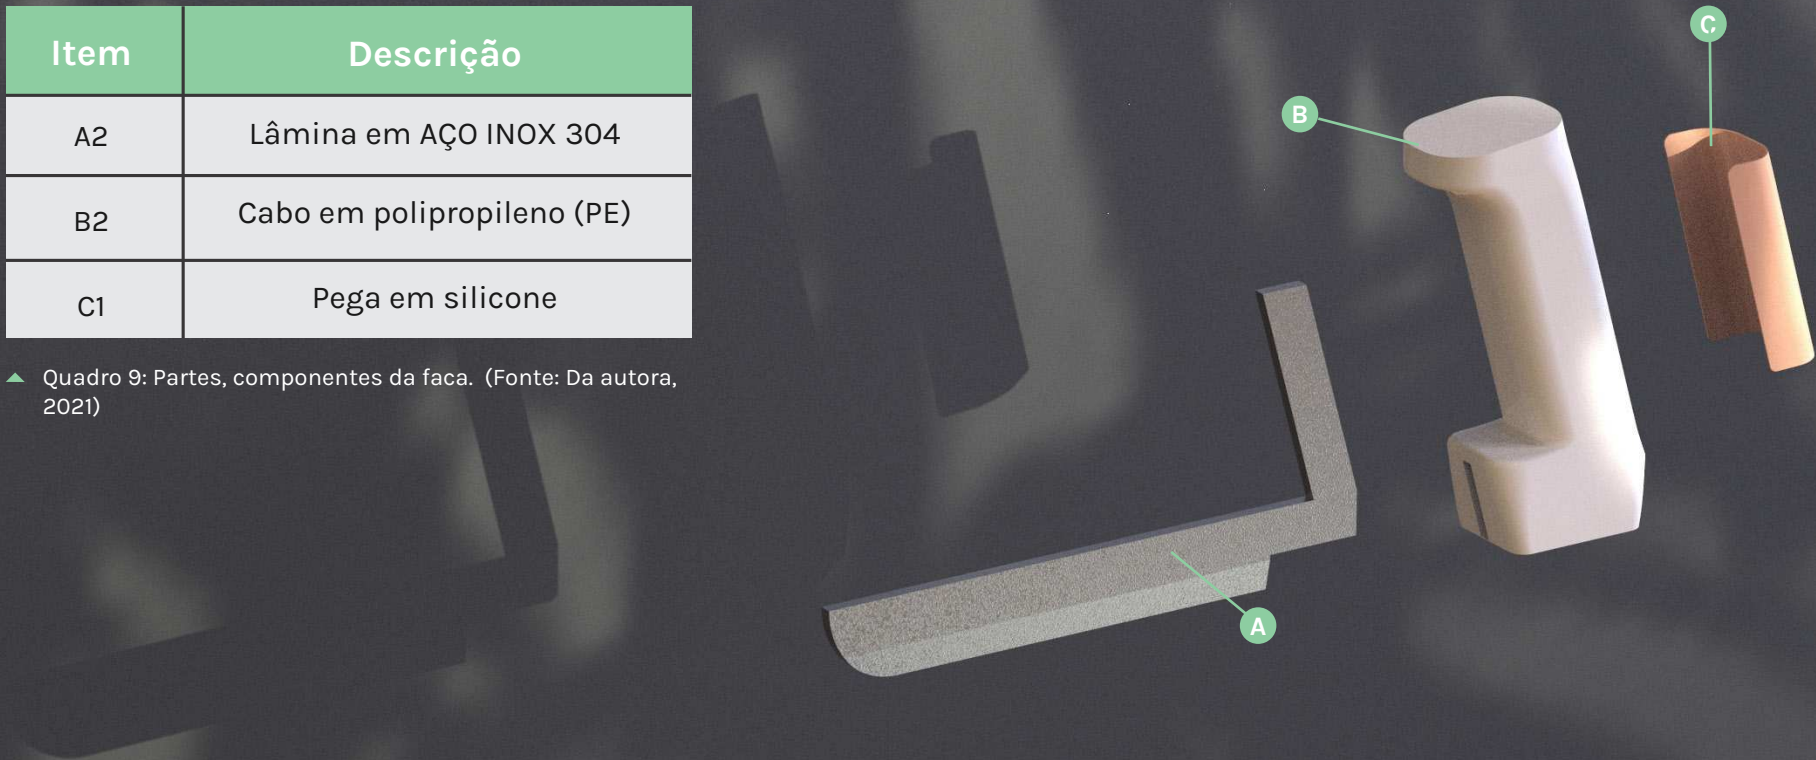 Item Descrição
A2 Lâmina em AÇO INOX 304
B2 Cabo em polipropileno (PE)
C1 Pega em silicone
Quadro 9: Partes, componentes da faca. (Fonte: Da autora,
2021)
C
B
A